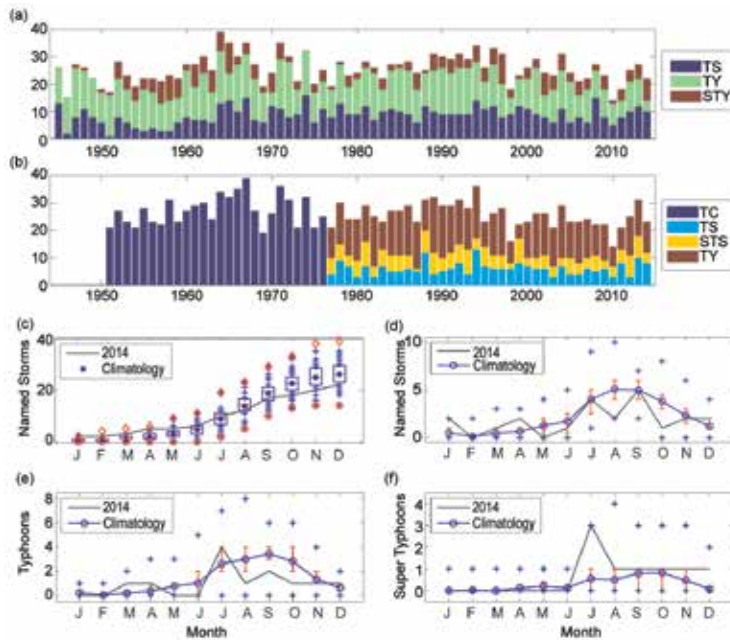 (a)
40
30
20
10
0
1950 1960 1970 1980 1990 2000 2010
TS
TY
STY
(b)
40
30
20
10
0
1950 1960 1970 1980 1990 2000 2010
TC
TS
STS
TY
(c)
Named Storms
40
20
0
2014
Climatology
J F M A M J J A S O N D
(d)
Named Storms
10
5
0
2014
Climatology
J F M A M J J A S O N D
(e)
Typhoons
8
6
4
2
0
2014
Climatology
J F M A M J J A S O N D
Month
(f)
Super Typhoons
4
3
2
1
0
2014
Climatology
J F M A M J J A S O N D
Month